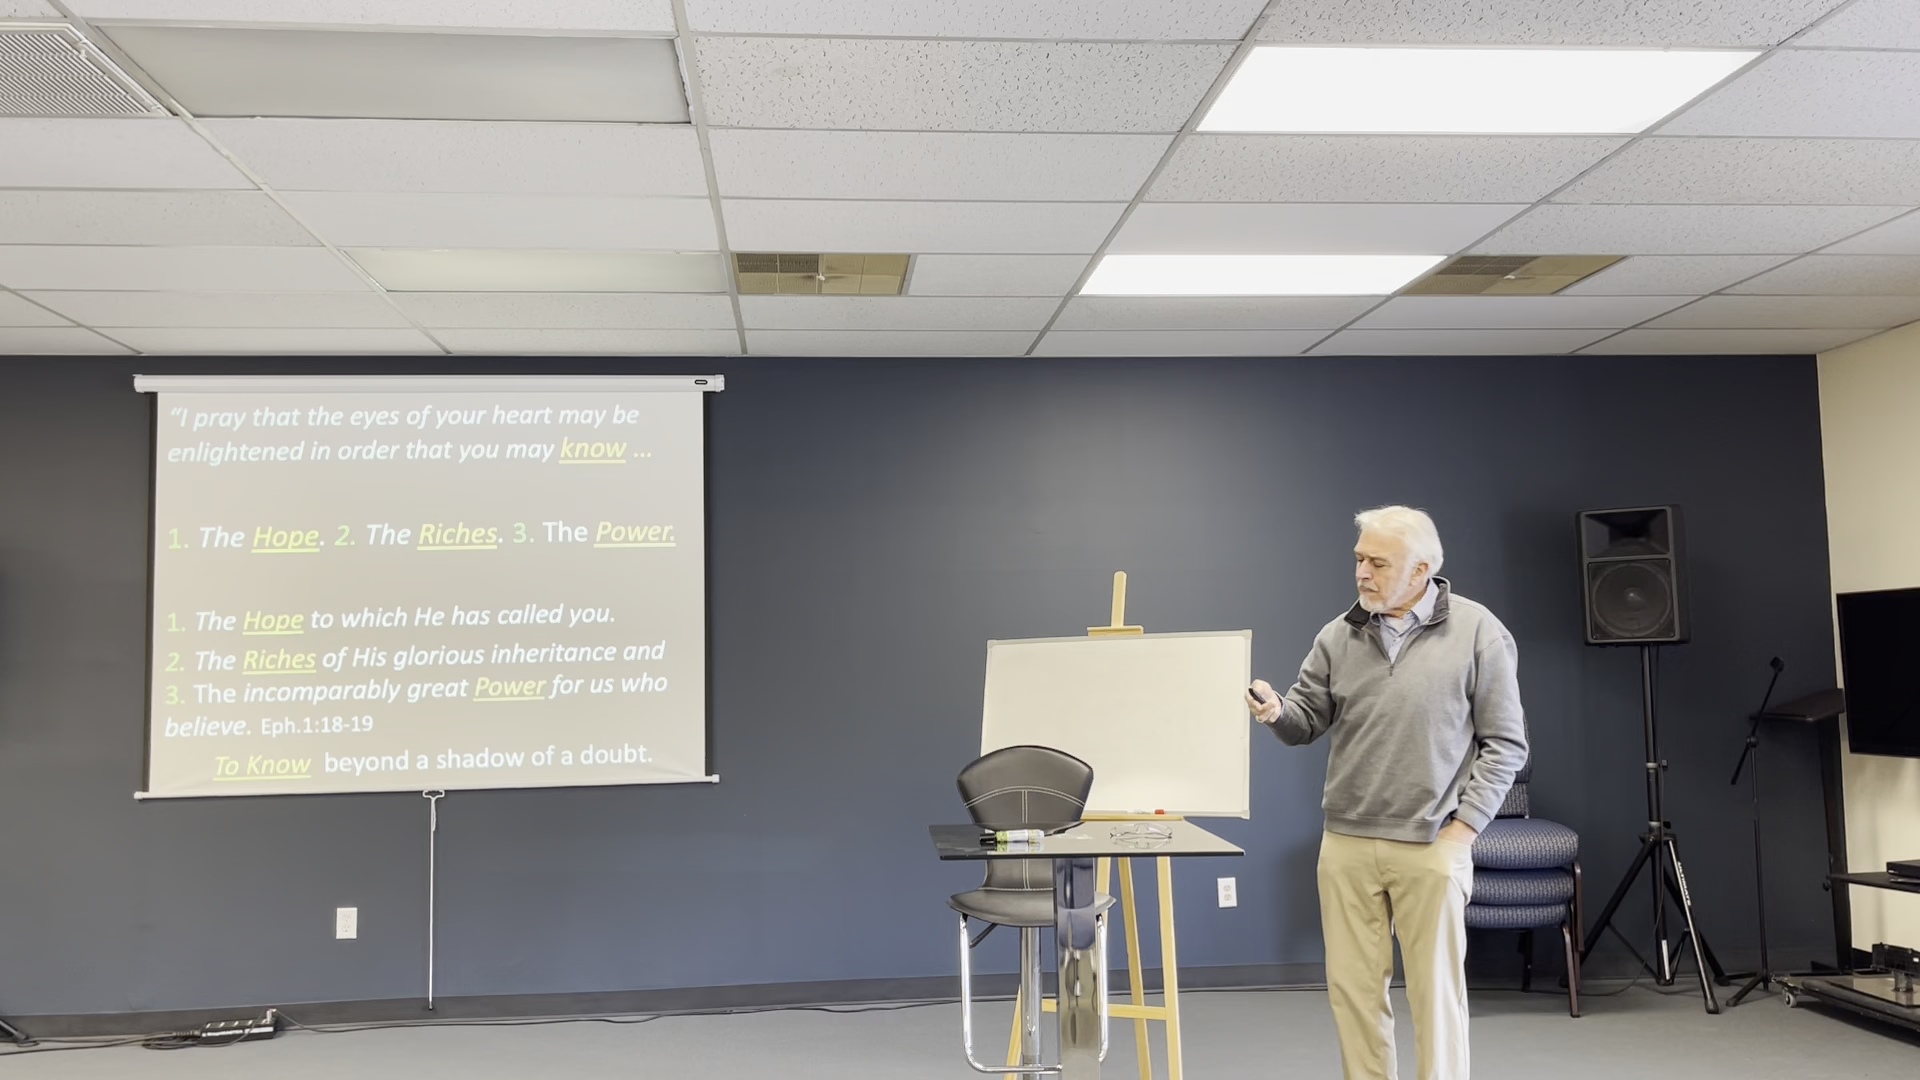 “I pray that the eyes of your heart may be
enlightened in order that you may know ...
1. The Hope. 2. The Riches. 3. The Power.
1. The Hope to which He has called you.
2. The Riches of His glorious inheritance and
3. The incomparably great Power for us who
believe. Eph.1:18-19
To Know beyond a shadow of a doubt.
ULTIMATE